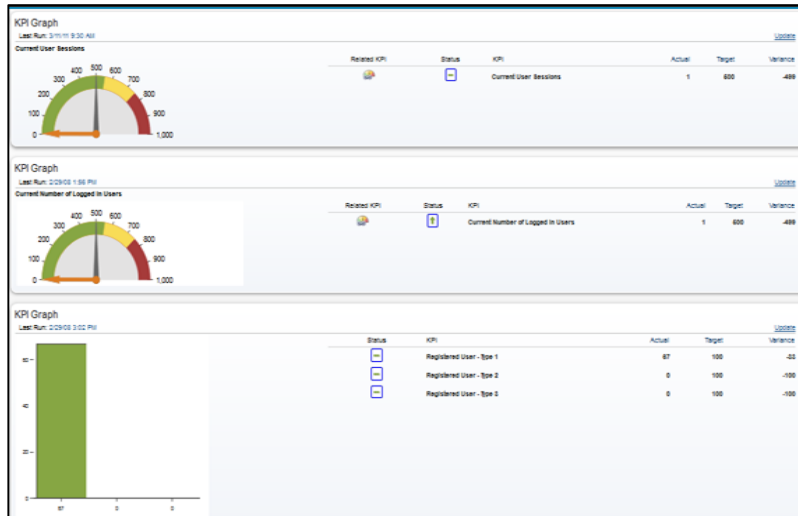 KPI Graph
Last Run: 3/11/11 9:30 AM
Update
Current User Sessions
0 100 200 300 400 500 600 700 800 900 1,000
Related KPI Status KPI Actual Target Variance
Current User Sessions 1 500 -499
KPI Graph
Last Run: 2/29/08 1:56 PM
Update
Current Number of Logged In Users
0 100 200 300 400 500 600 700 800 900 1,000
Related KPI Status KPI Actual Target Variance
Current Number of Logged In Users 1 500 -499
KPI Graph
Last Run: 2/29/08 3:02 PM
Update
Status KPI Actual Target Variance
Registered User - Type 1 67 100 -33
Registered User - Type 2 0 100 -100
Registered User - Type 3 0 100 -100
60
40
20
0
67 0